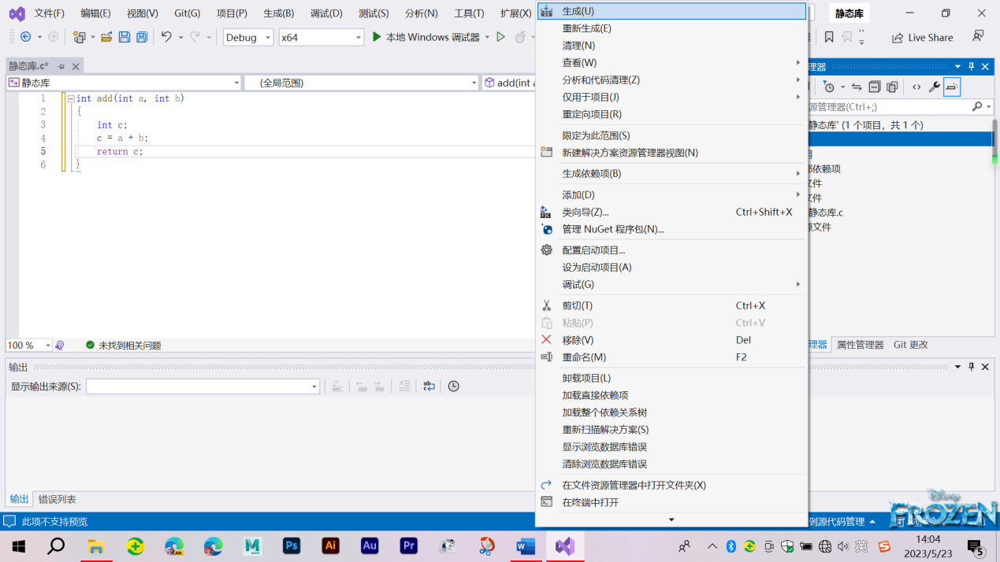 文件(F) 编辑(E) 视图(V) Git(G) 项目(P) 生成(B) 调试(D) 测试(S) 分析(N) 工具(T) 扩展(X) 静态库
Debug x64 本地 Windows 调试器 Live Share
静态库.c*
静态库 (全局范围) add(int a
1 int add(int a, int b)
2 {
3 int c;
4 c = a + b;
5 return c;
6 }
100 % 未找到相关问题
输出
显示输出来源(S):
输出 错误列表
此项不支持预览
生成(U)
重新生成(E)
清理(N)
查看(W)
分析和代码清理(Z)
仅用于项目(J)
重定向项目(R)
限定为此范围(S)
新建解决方案资源管理器视图(N)
生成依赖项(B)
添加(D)
类向导(Z)... Ctrl+Shift+X
管理 NuGet 程序包(N)...
配置启动项目...
设为启动项目(A)
调试(G)
剪切(T) Ctrl+X
粘贴(P) Ctrl+V
移除(V) Del
重命名(M) F2
卸载项目(L)
加载直接依赖项
加载整个依赖关系树
重新扫描解决方案(S)
显示浏览数据库错误
清除浏览数据库错误
在文件资源管理器中打开文件夹(X)
在终端中打开
理器
源管理器(Ctrl+;)
静态库' (1 个项目，共 1 个)
部依赖项
文件
文件
静态库.c
源文件
理器 属性管理器 Git 更改
到源代码管理
Disney
FROZEN
CAN M Ps Ai Au Pr W 英 S
14:04
2023/5/23
5